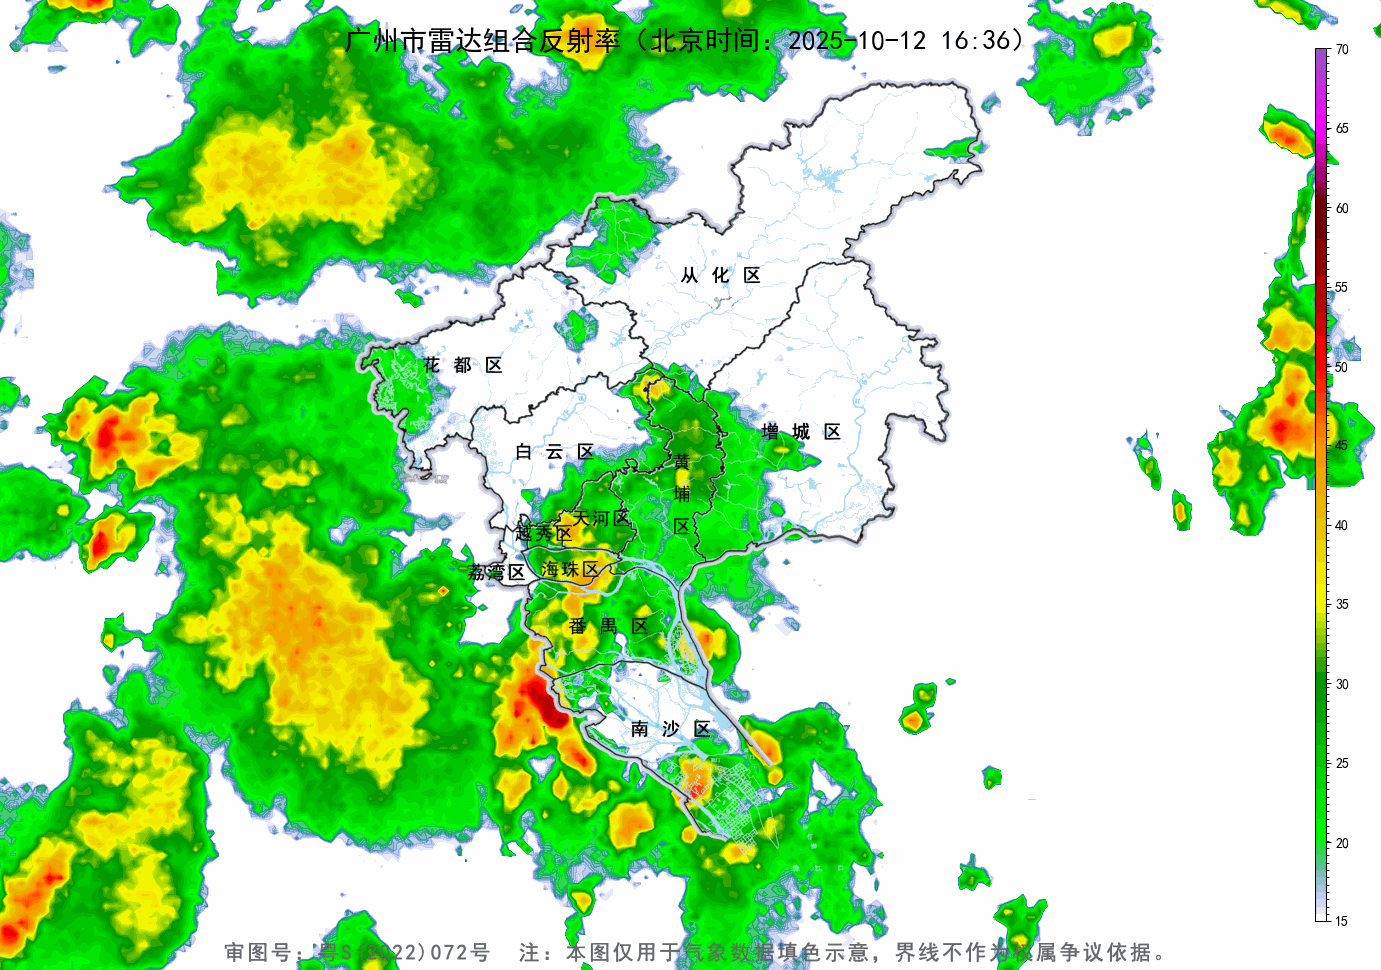 广州市雷达组合反射率（北京时间：2025-10-12 16:36）
70
65
60
55
50
45
40
35
30
25
20
15
从化区
花都区
增城区
白云区
黄埔区
天河区
越秀区
海珠区
荔湾区
番禺区
南沙区
审图号：粤S(2022)072号 注：本图仅用于气象数据填色示意，界线不作为权属争议依据。